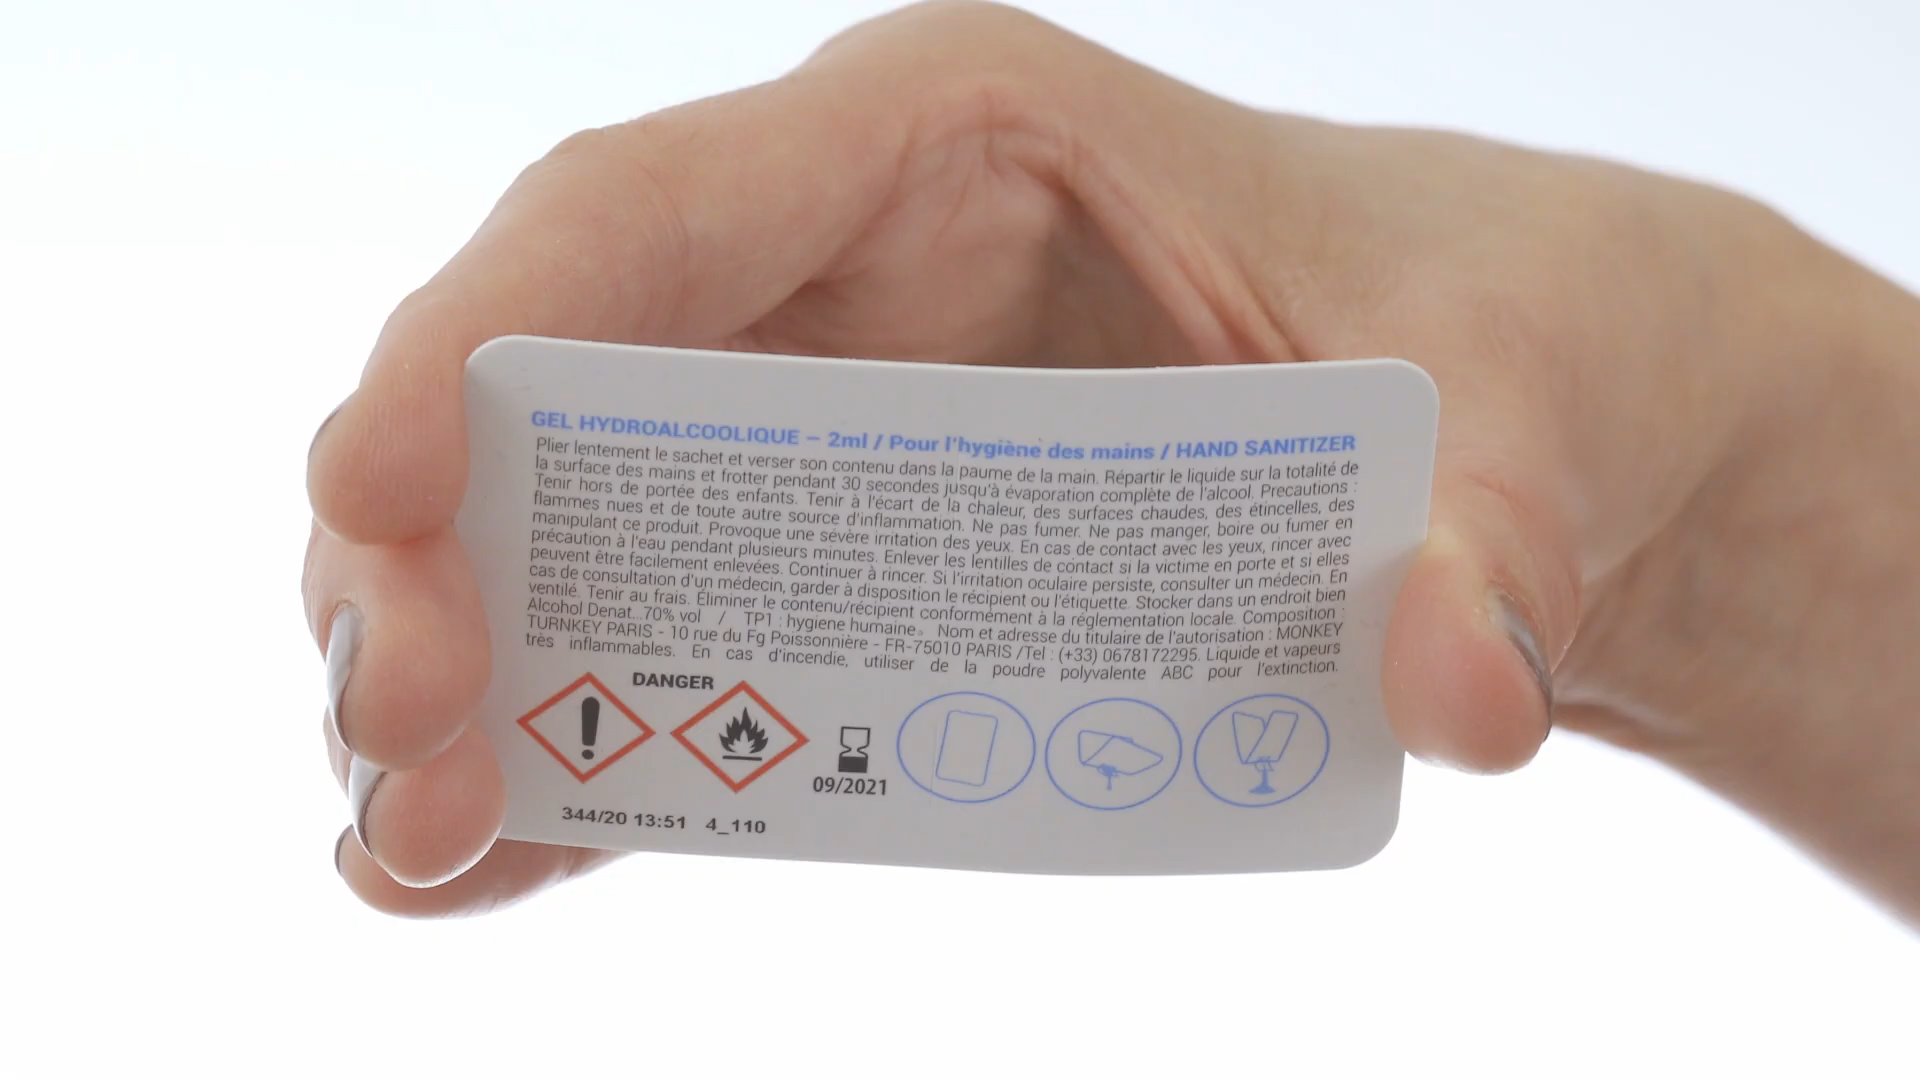 GEL HYDROALCOOLIQUE – 2ml / Pour l'hygiène des mains / HAND SANITIZER
Plier lentement le sachet et verser son contenu dans la paume de la main. Répartir le liquide sur la totalité de
la surface des mains et frotter pendant 30 secondes jusqu'à évaporation complète de l'alcool. Precautions :
Tenir hors de portée des enfants. Tenir à l'écart de la chaleur, des surfaces chaudes, des étincelles, des
flammes nues et de toute autre source d'inflammation. Ne pas fumer. Ne pas manger, boire ou fumer en
manipulant ce produit. Provoque une sévère irritation des yeux. En cas de contact avec les yeux, rincer avec
précaution à l'eau pendant plusieurs minutes. Enlever les lentilles de contact si la victime en porte et si elles
peuvent être facilement enlevées. Continuer à rincer. Si l'irritation oculaire persiste, consulter un médecin. En
cas de consultation d'un médecin, garder à disposition le récipient ou l'étiquette. Stocker dans un endroit bien
ventilé. Tenir au frais. Éliminer le contenu/récipient conformément à la réglementation locale. Composition :
Alcohol Denat...70% vol / TP1 : hygiene humaine. Nom et adresse du titulaire de l'autorisation : MONKEY
TURNKEY PARIS - 10 rue du Fg Poissonnière - FR-75010 PARIS /Tel : (+33) 0678172295. Liquide et vapeurs
très inflammables. En cas d'incendie, utiliser de la poudre polyvalente ABC pour l'extinction.
DANGER
09/2021
344/20 13:51 4_110